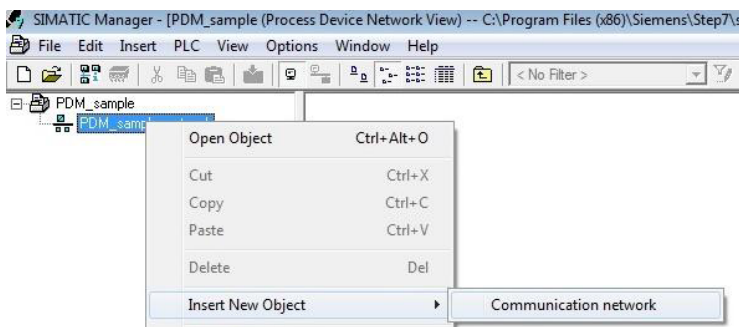 SIMATIC Manager - [PDM_sample (Process Device Network View) -- C:\Program Files (x86)\Siemens\Step7\
File Edit Insert PLC View Options Window Help
< No Filter >
PDM_sample
PDM_samp
Open Object Ctrl+Alt+O
Cut Ctrl+X
Copy Ctrl+C
Paste Ctrl+V
Delete Del
Insert New Object
Communication network